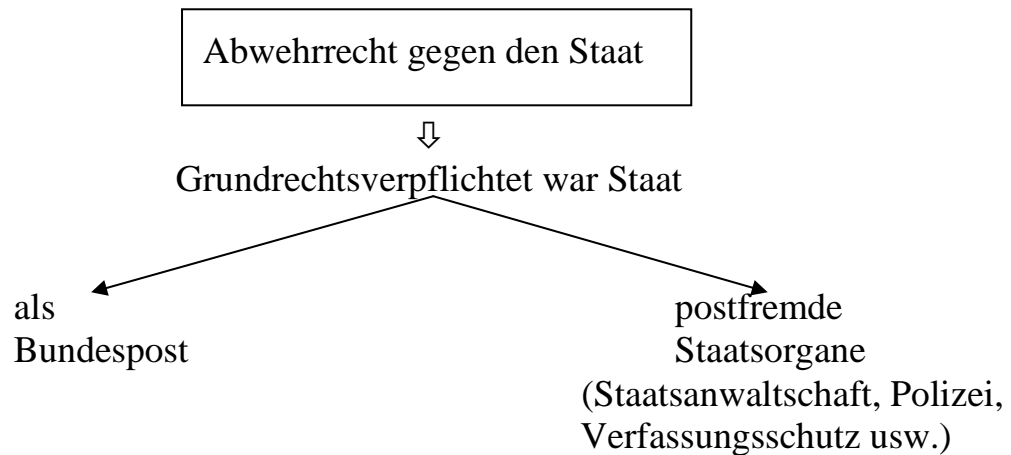 Abwehrrecht gegen den Staat
⇩
Grundrechtsverpflichtet war Staat
als
Bundespost
postfremde
Staatsorgane
(Staatsanwaltschaft, Polizei,
Verfassungsschutz usw.)